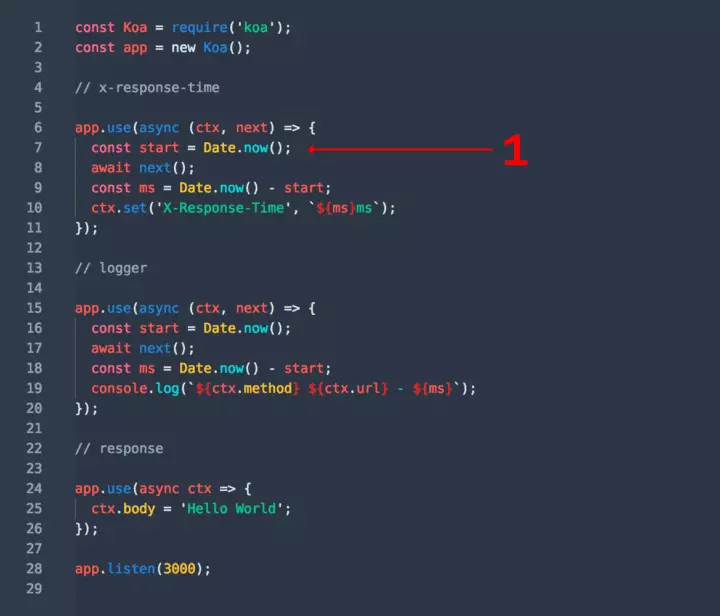 1 const Koa = require('koa');
2 const app = new Koa();
3
4 // x-response-time
5
6 app.use(async (ctx, next) => {
7   const start = Date.now(); 1
8   await next();
9   const ms = Date.now() - start;
10   ctx.set('X-Response-Time', `${ms}ms`);
11 });
12
13 // logger
14
15 app.use(async (ctx, next) => {
16   const start = Date.now();
17   await next();
18   const ms = Date.now() - start;
19   console.log(`${ctx.method} ${ctx.url} - ${ms}`);
20 });
21
22 // response
23
24 app.use(async ctx => {
25   ctx.body = 'Hello World';
26 });
27
28 app.listen(3000);
29